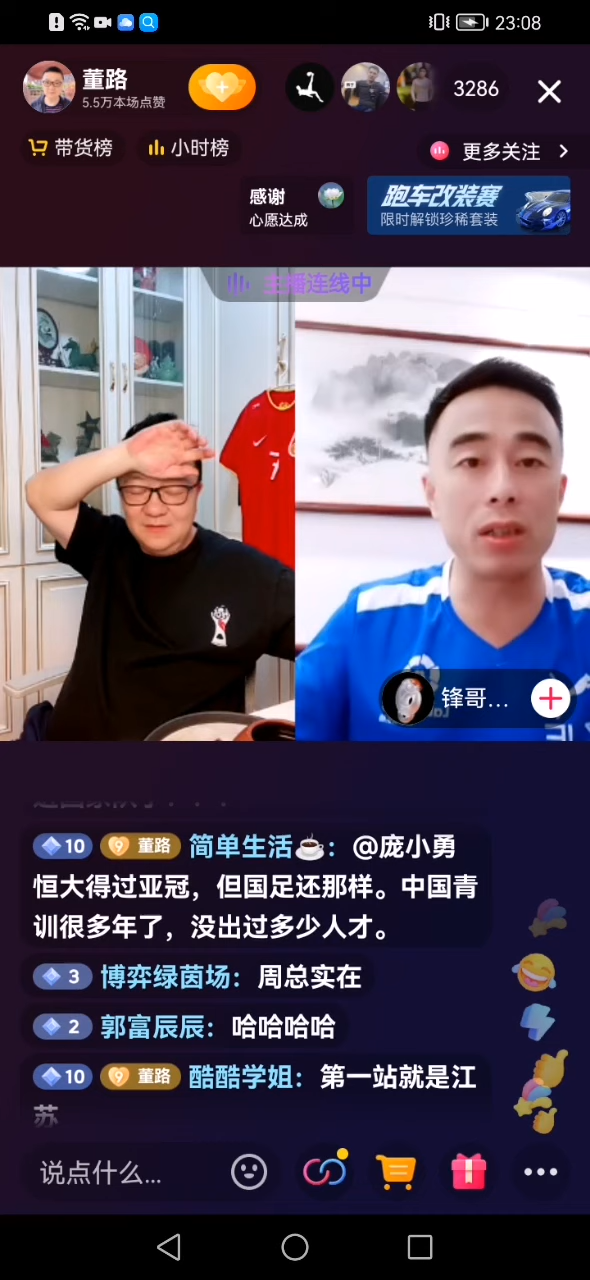 23:08
董路
5.5万本场点赞
3286
带货榜
小时榜
更多关注
感谢
心愿达成
跑车改装赛
限时解锁珍稀套装
主播连线中
7
锋哥...
10 董路 简单生活☕：@庞小勇
恒大得过亚冠，但国足还那样。中国青
训很多年了，没出过多少人才。
3 博弈绿茵场：周总实在
2 郭富辰辰：哈哈哈哈
10 董路 酷酷学姐：第一站就是江
苏
说点什么...